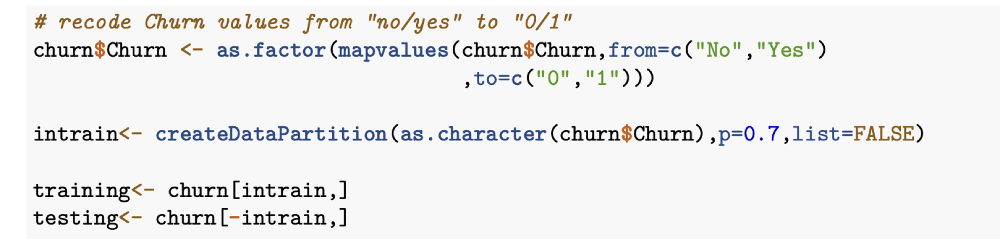 # recode Churn values from "no/yes" to "0/1"
churn$Churn <- as.factor(mapvalues(churn$Churn,from=c("No","Yes")
,to=c("0","1")))
intrain<- createDataPartition(as.character(churn$Churn),p=0.7,list=FALSE)
training<- churn[intrain,]
testing<- churn[-intrain,]